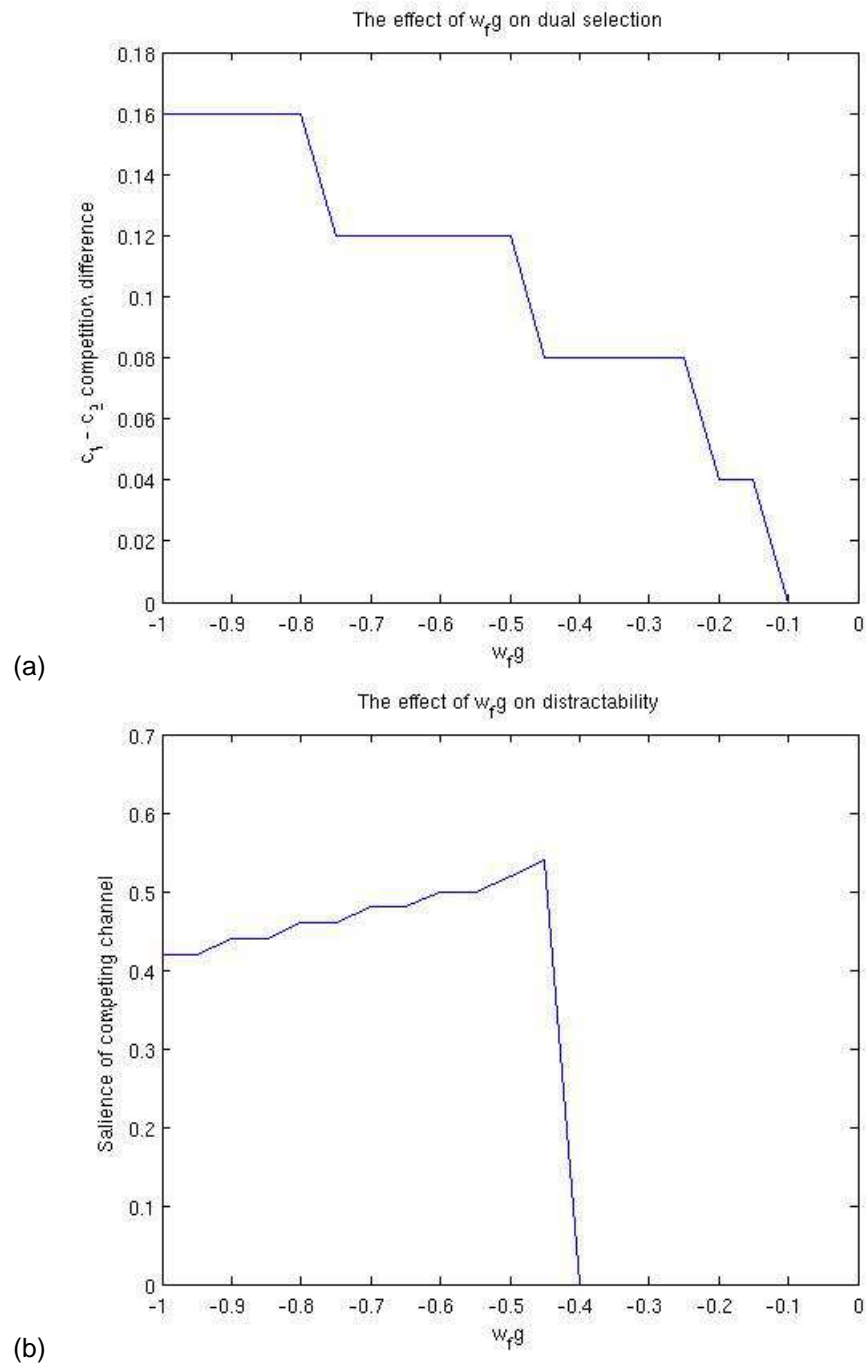 The effect of w_fg on dual selection
0.18
0.16
0.14
0.12
0.1
0.08
0.06
0.04
0.02
0
c_1 - c_2 competition difference
-1 -0.9 -0.8 -0.7 -0.6 -0.5 -0.4 -0.3 -0.2 -0.1 0
w_fg
(a)
The effect of w_fg on distractability
0.7
0.6
0.5
0.4
0.3
0.2
0.1
0
Salience of competing channel
-1 -0.9 -0.8 -0.7 -0.6 -0.5 -0.4 -0.3 -0.2 -0.1 0
w_fg
(b)